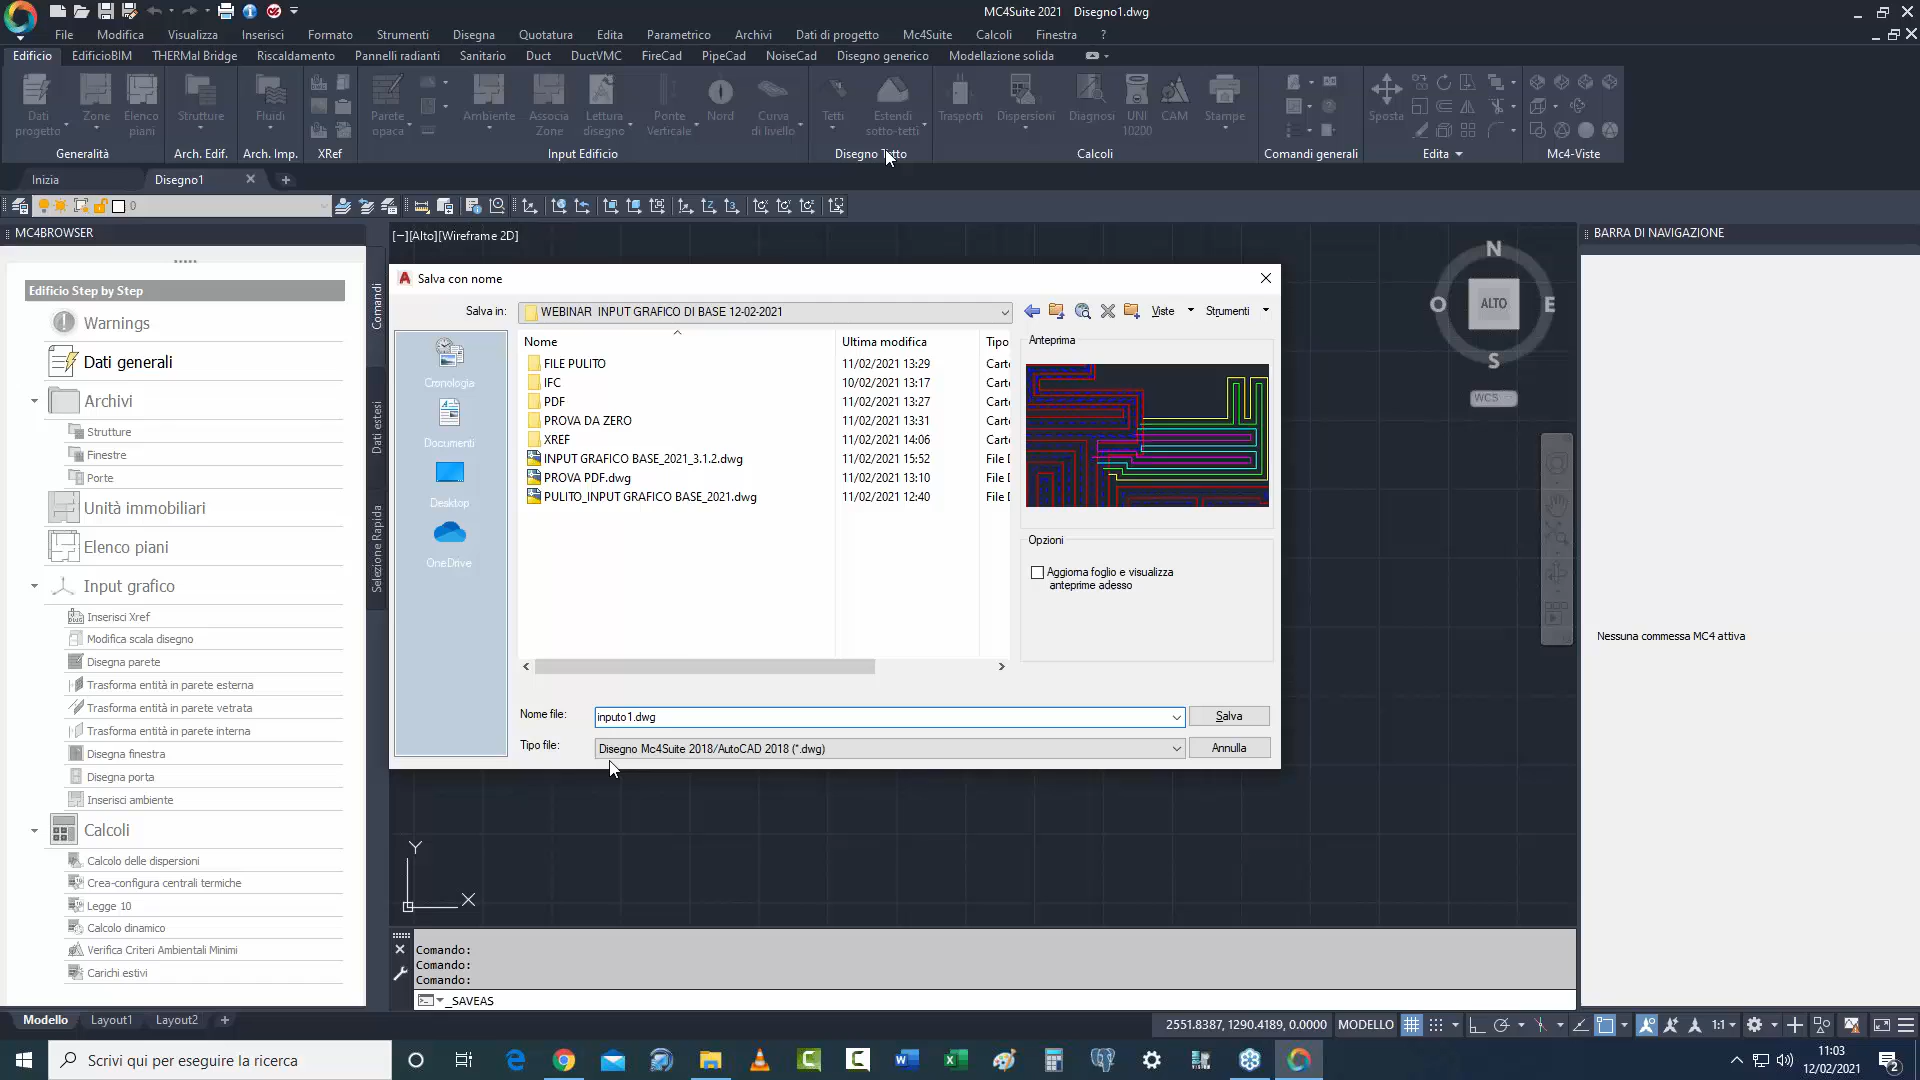 MC4Suite 2021 Disegno1.dwg
File Modifica Visualizza Inserisci Formato Strumenti Disegna Quotatura Edita Parametrico Archivi Dati di progetto Mc4Suite Calcoli Finestra ?
Edificio EdificioBIM THERMal Bridge Riscaldamento Pannelli radianti Sanitario Duct DuctVMC FireCad PipeCad NoiseCad Disegno generico Modellazione solida
Dati progetto Zone Elenco piani Strutture Fluidi Parete opaca Ambiente Associa Zone Lettura disegno Ponte Verticale Nord Curva di livello Tetti Estendi sotto-tetti Trasporti Dispersioni Diagnosi UNI 10200 CAM Stampe Sposta
Generalità Arch. Edif. Arch. Imp. XRef Input Edificio Disegno Tetto Calcoli Comandi generali Edita Mc4-Viste
Inizia Disegno1
0
MC4BROWSER
[−][Alto][Wireframe 2D]
BARRA DI NAVIGAZIONE
Edificio Step by Step
Warnings
Dati generali
Archivi
Strutture
Finestre
Porte
Unità immobiliari
Elenco piani
Input grafico
Inserisci Xref
Modifica scala disegno
Disegna parete
Trasforma entità in parete esterna
Trasforma entità in parete vetrata
Trasforma entità in parete interna
Disegna finestra
Disegna porta
Inserisci ambiente
Calcoli
Calcolo delle dispersioni
Crea-configura centrali termiche
Legge 10
Calcolo dinamico
Verifica Criteri Ambientali Minimi
Carichi estivi
Comandi
Dati estesi
Selezione Rapida
Salva con nome
Salva in: WEBINAR INPUT GRAFICO DI BASE 12-02-2021 Viste Strumenti
Cronologia
Documenti
Desktop
OneDrive
Nome Ultima modifica Tipo
FILE PULITO 11/02/2021 13:29 Carte
IFC 10/02/2021 13:17 Carte
PDF 11/02/2021 13:27 Carte
PROVA DA ZERO 11/02/2021 13:31 Carte
XREF 11/02/2021 14:06 Carte
INPUT GRAFICO BASE_2021_3.1.2.dwg 11/02/2021 15:52 File D
PROVA PDF.dwg 11/02/2021 13:10 File D
PULITO_INPUT GRAFICO BASE_2021.dwg 11/02/2021 12:40 File D
Anteprima
Opzioni
Aggiorna foglio e visualizza
anteprime adesso
Nome file: inputo1.dwg Salva
Tipo file: Disegno Mc4Suite 2018/AutoCAD 2018 (*.dwg) Annulla
N
O ALTO E
S
WCS
Nessuna commessa MC4 attiva
Y
X
Comando:
Comando:
Comando:
_SAVEAS
Modello Layout1 Layout2 +
2551.8387, 1290.4189, 0.0000 MODELLO 1:1
Scrivi qui per eseguire la ricerca
11:03
12/02/2021
2